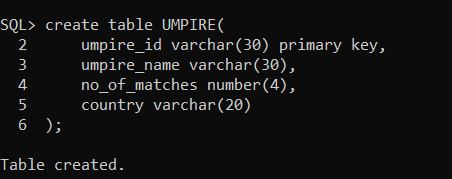 SQL> create table UMPIRE(
  2      umpire_id varchar(30) primary key,
  3      umpire_name varchar(30),
  4      no_of_matches number(4),
  5      country varchar(20)
  6  );
Table created.